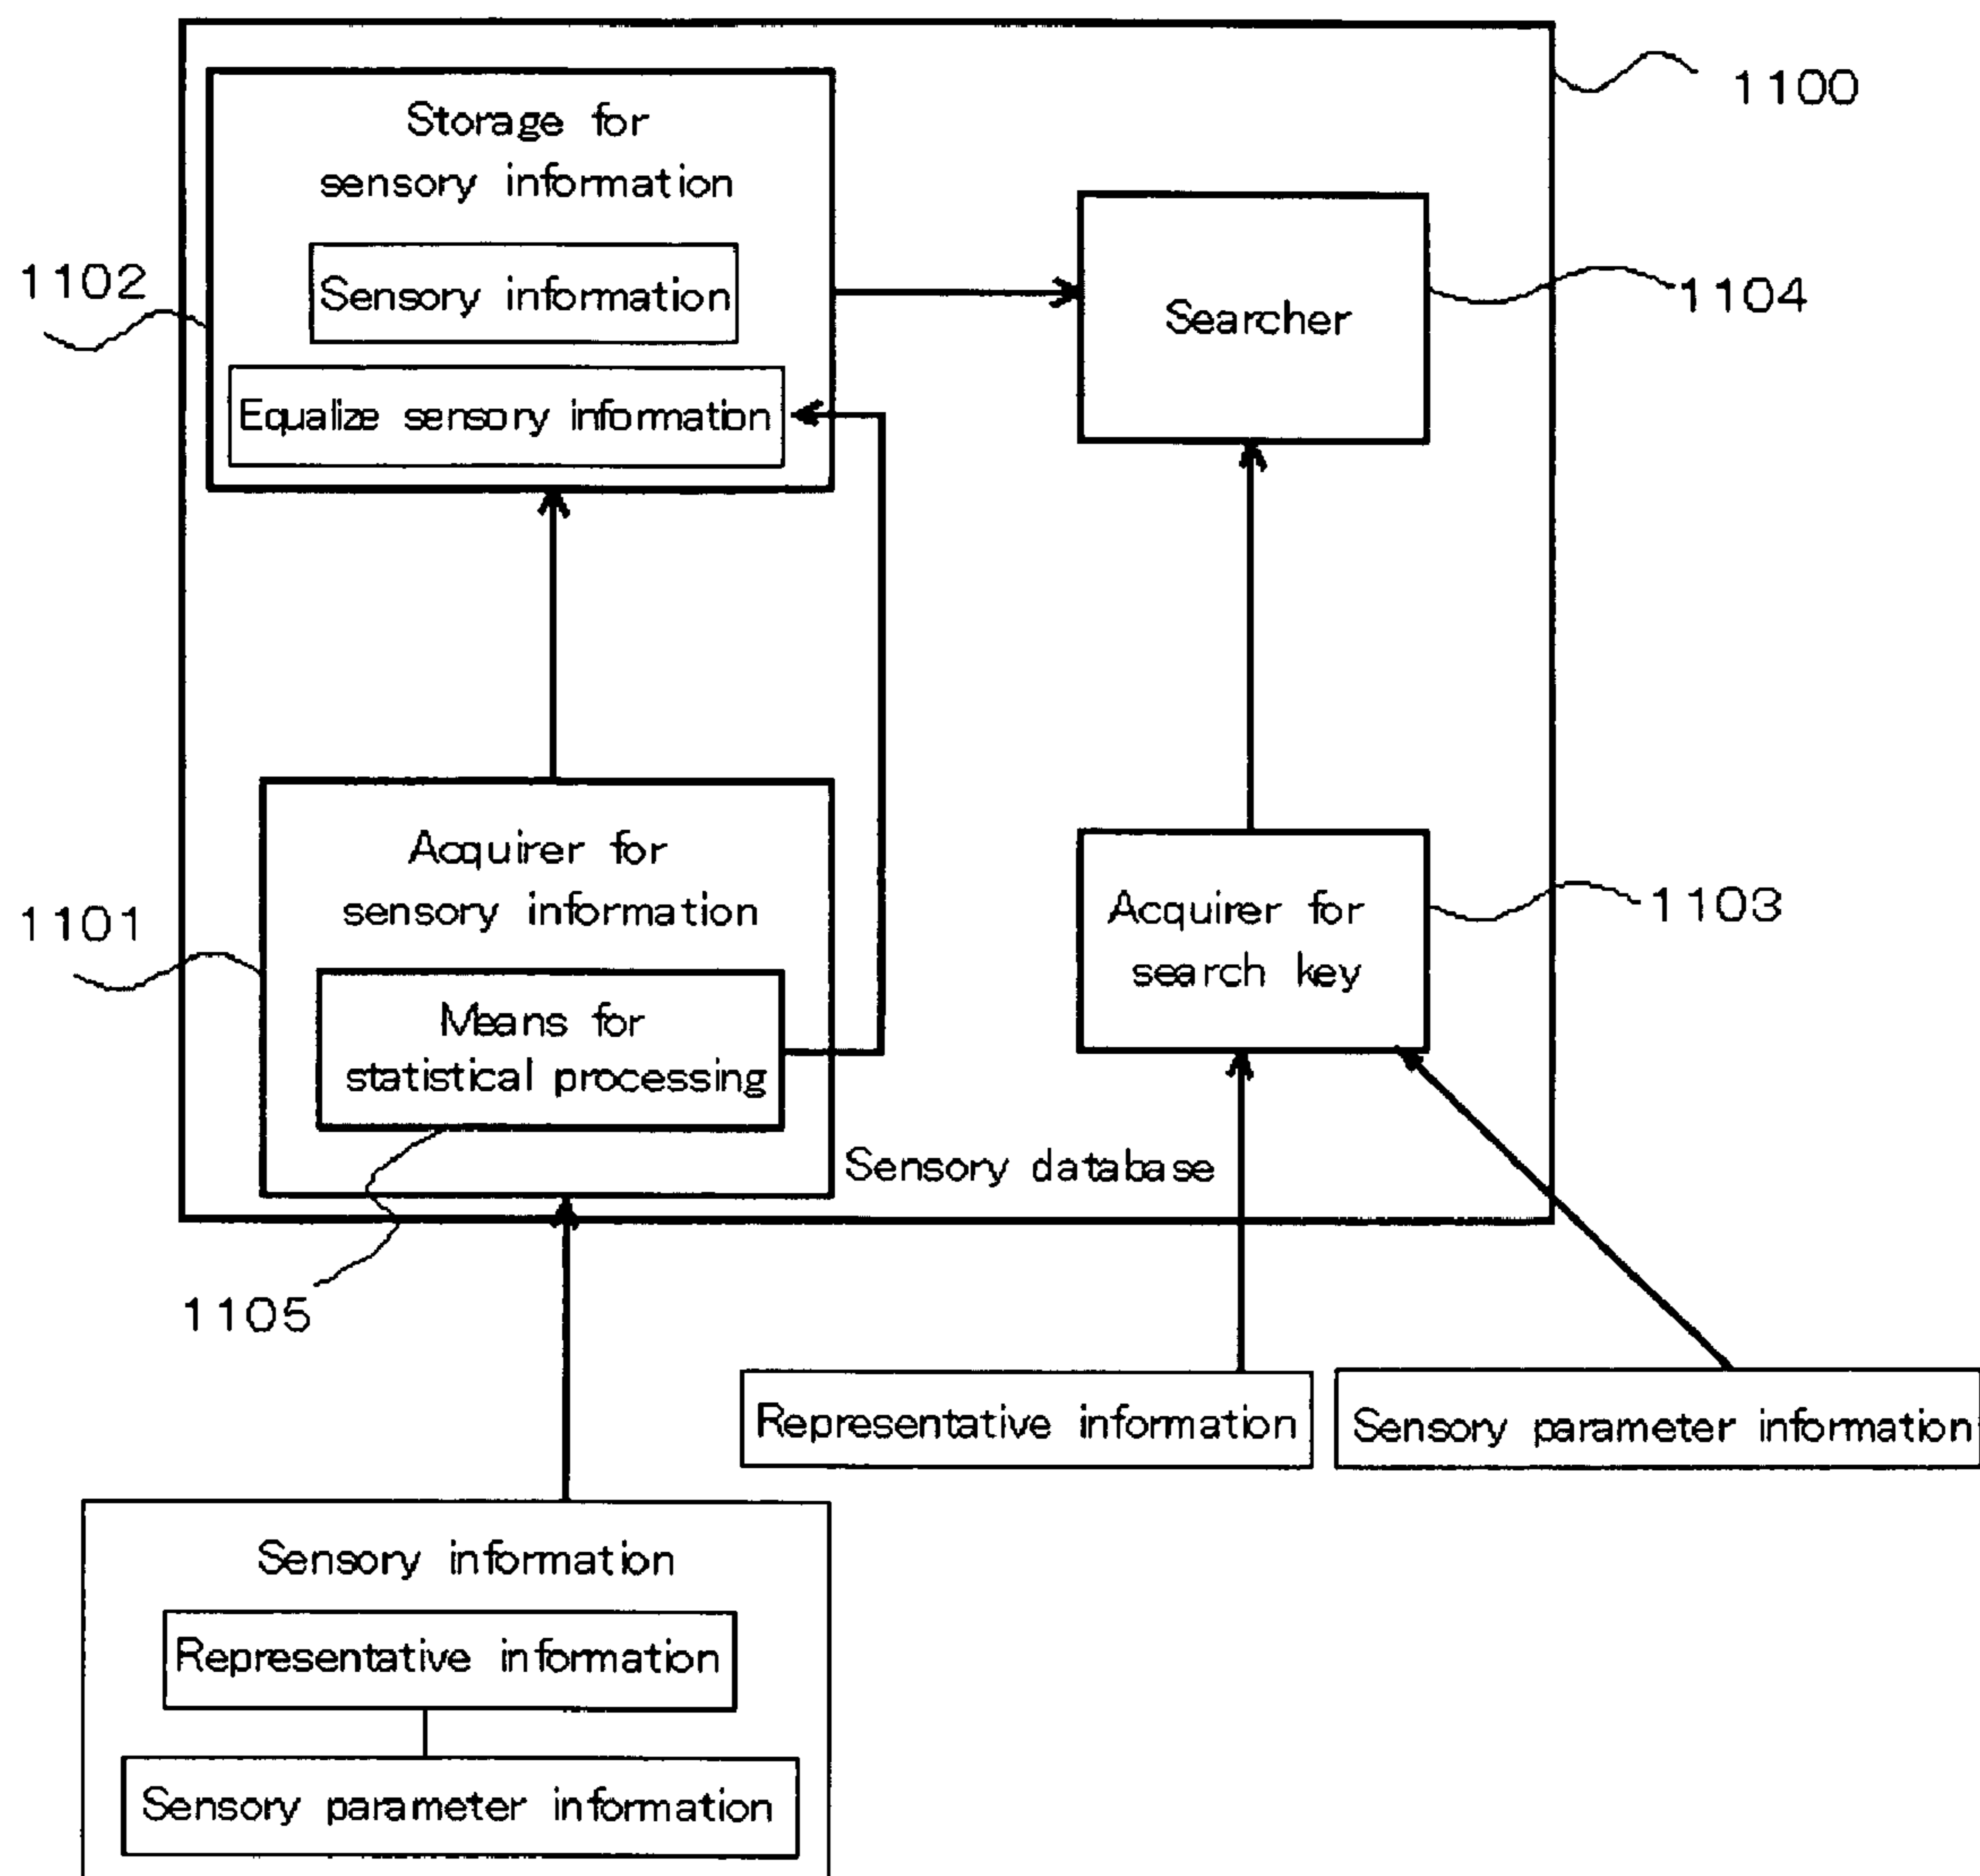 1100
Storage for
sensory information
1102
Sensory information
Searcher
1104
Equalize sensory information
Acquirer for
sensory information
1101
Acquirer for
search key
1103
Means for
statistical processing
Sensory database
1105
Representative information
Sensory parameter information
Sensory information
Representative information
Sensory parameter information